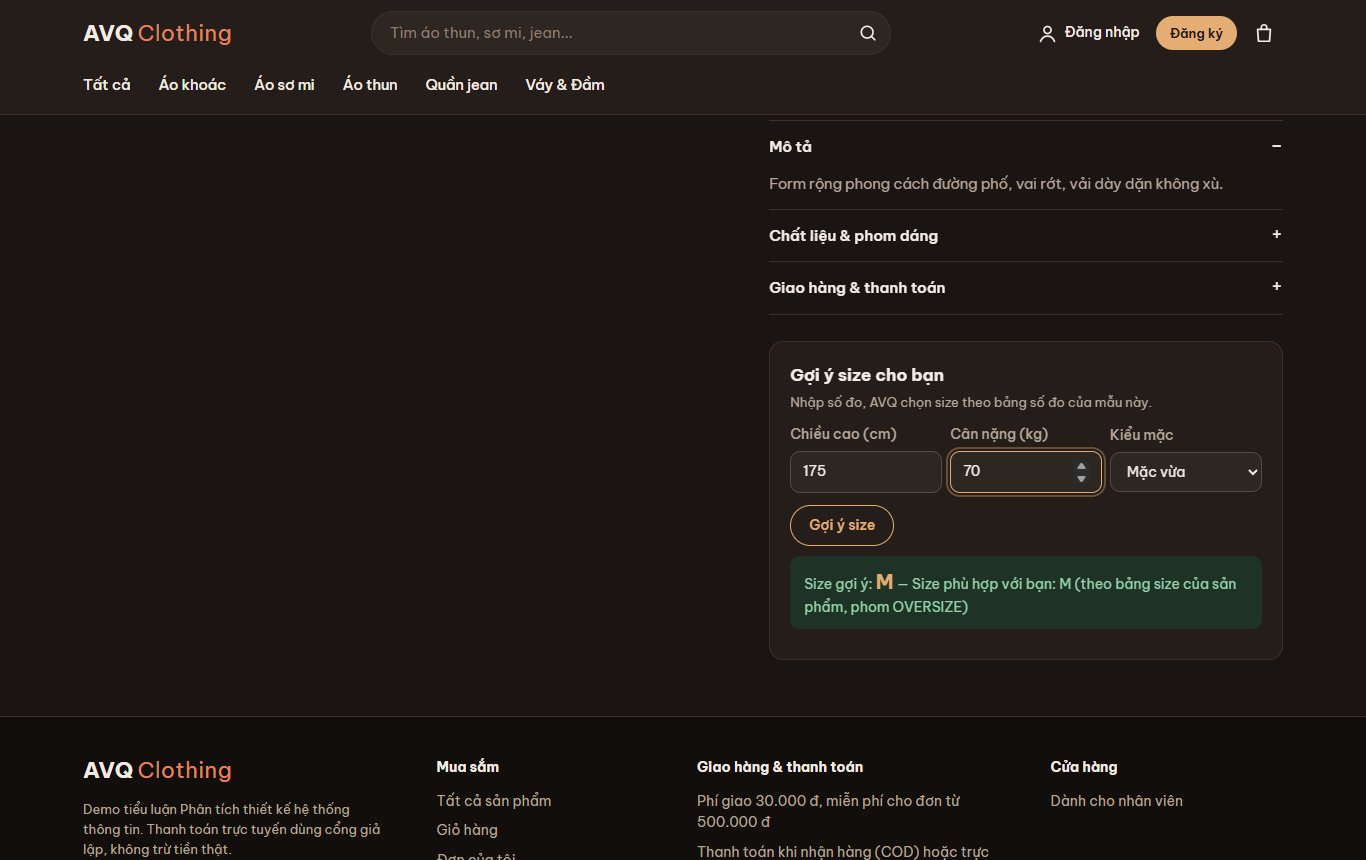 AVQ Clothing
Tìm áo thun, sơ mi, jean...
Đăng nhập
Đăng ký
Tất cả
Áo khoác
Áo sơ mi
Áo thun
Quần jean
Váy & Đầm
Mô tả
−
Form rộng phong cách đường phố, vai rớt, vải dày dặn không xù.
Chất liệu & phom dáng
+
Giao hàng & thanh toán
+
Gợi ý size cho bạn
Nhập số đo, AVQ chọn size theo bảng số đo của mẫu này.
Chiều cao (cm)
Cân nặng (kg)
Kiểu mặc
175
70
Mặc vừa
Gợi ý size
Size gợi ý: M — Size phù hợp với bạn: M (theo bảng size của sản
phẩm, phom OVERSIZE)
AVQ Clothing
Demo tiểu luận Phân tích thiết kế hệ thống
thông tin. Thanh toán trực tuyến dùng cổng giả
lập, không trừ tiền thật.
Mua sắm
Tất cả sản phẩm
Giỏ hàng
Đơn của tôi
Giao hàng & thanh toán
Phí giao 30.000 đ, miễn phí cho đơn từ
500.000 đ
Thanh toán khi nhận hàng (COD) hoặc trực
Cửa hàng
Dành cho nhân viên